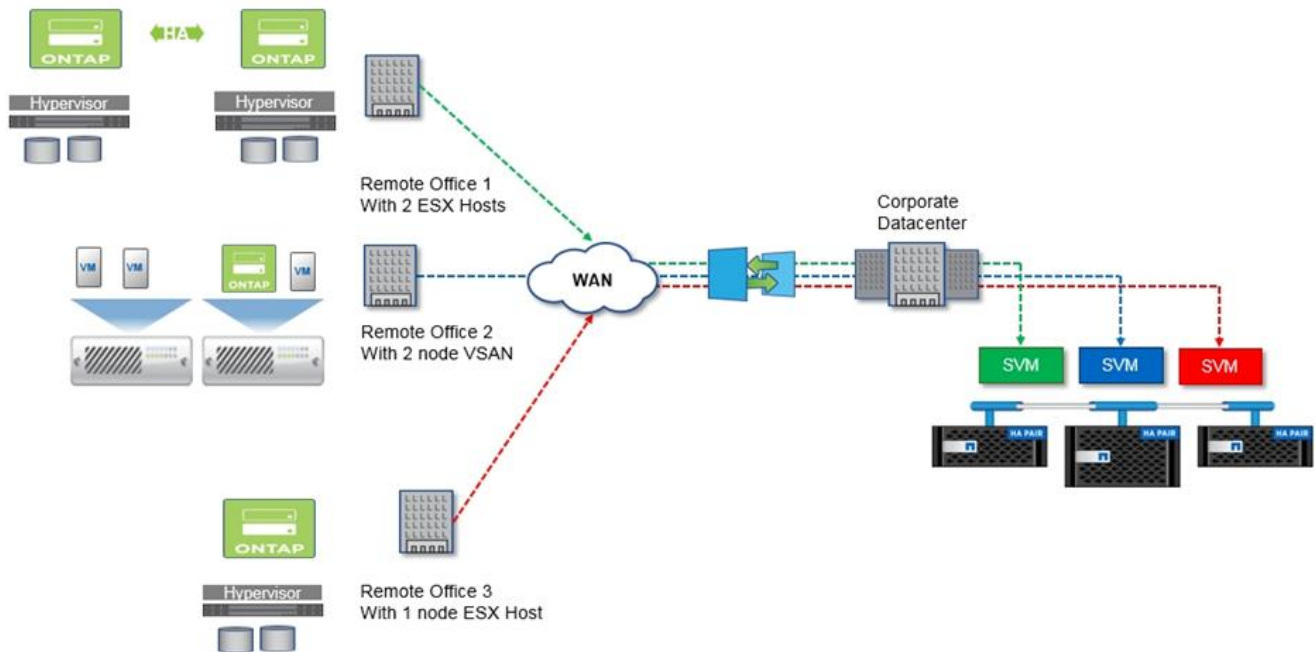 ONTAP
HA
ONTAP
Hypervisor
Hypervisor
Remote Office 1
With 2 ESX Hosts
VM
VM
ONTAP
VM
Remote Office 2
With 2 node VSAN
WAN
Corporate
Datacenter
SVM
SVM
SVM
HA PAIR
HA PAIR
HA PAIR
ONTAP
Hypervisor
Remote Office 3
With 1 node ESX Host